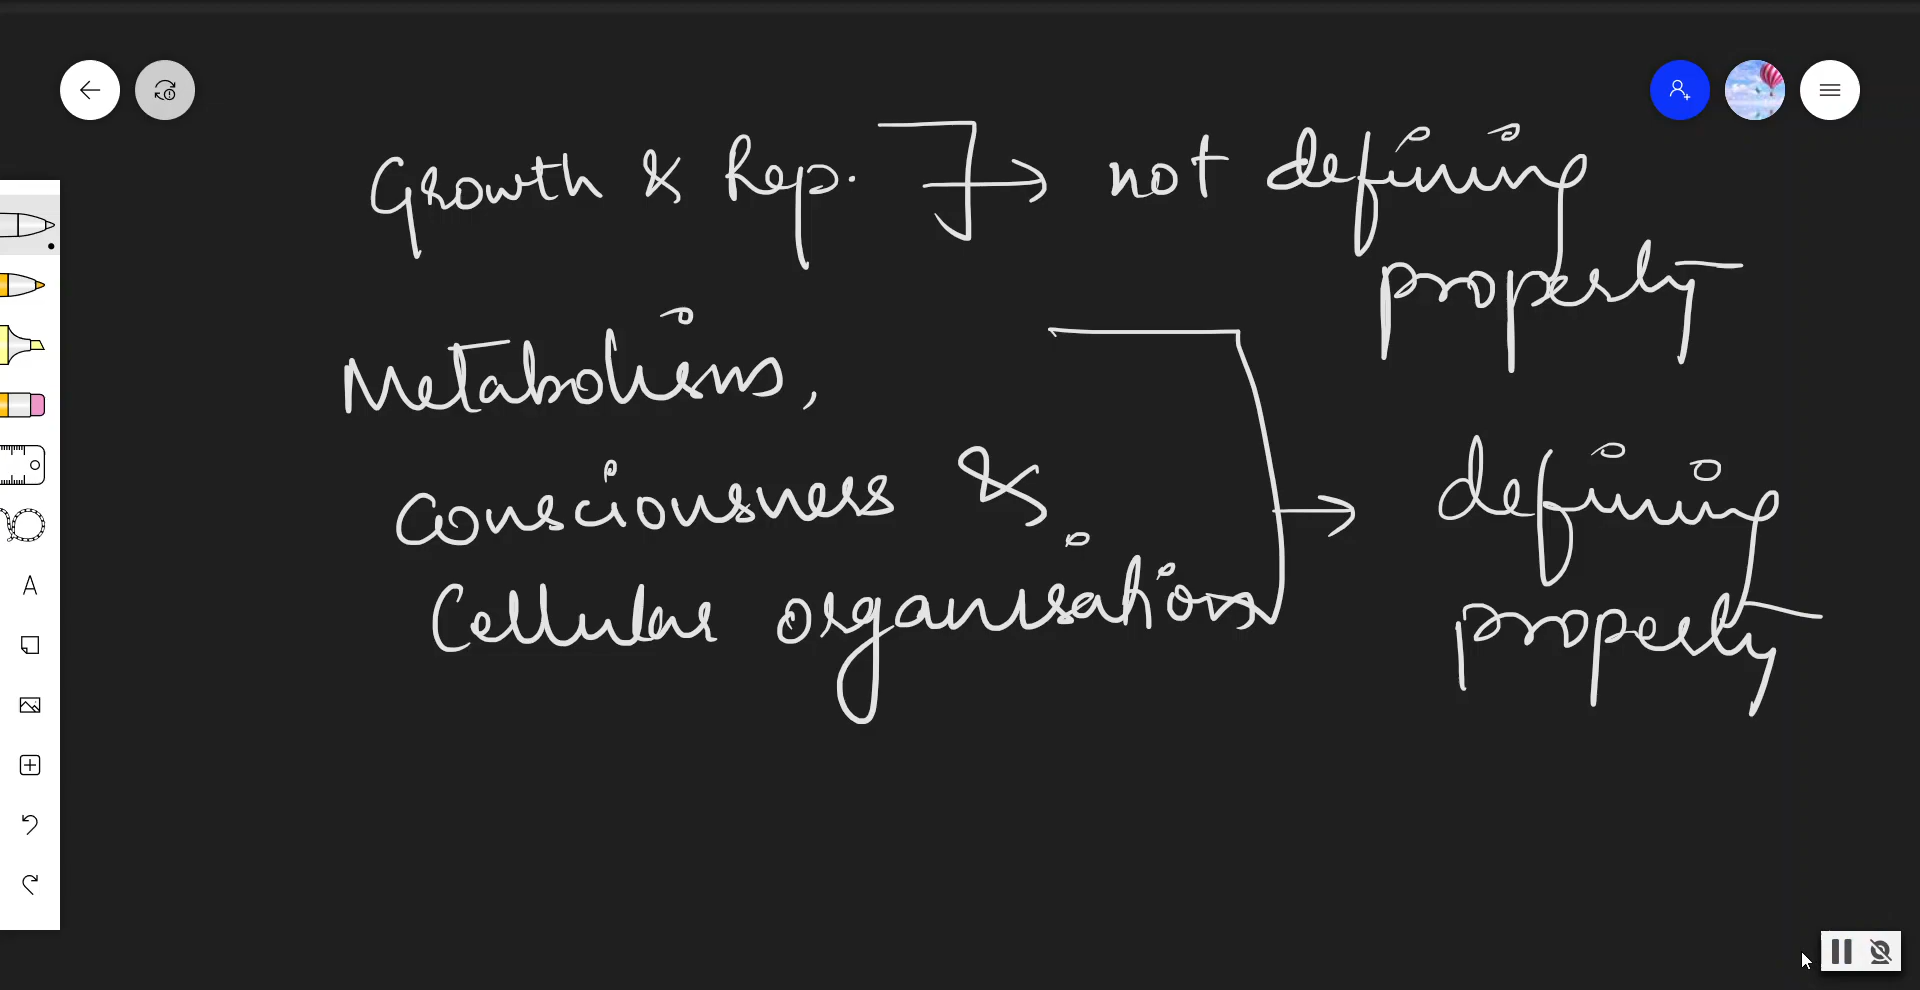 Growth & Rep. → not defining
property
Metabolism,
Consciousness &
Cellular organisation → defining
property